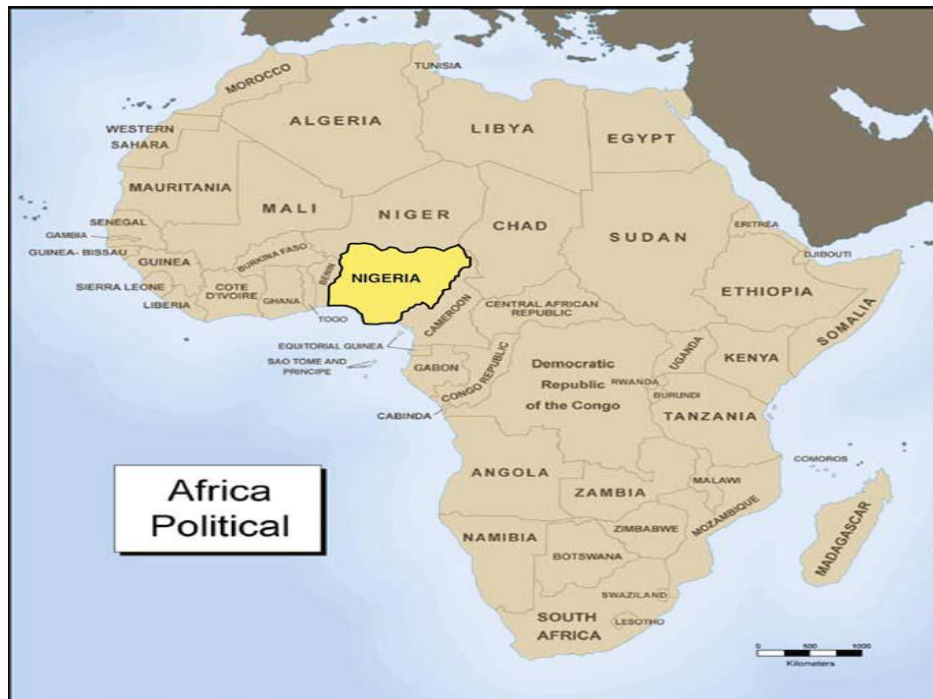 TUNISIA
MOROCCO
ALGERIA
LIBYA
EGYPT
WESTERN
SAHARA
MAURITANIA
MALI
NIGER
CHAD
SUDAN
ERITREA
DJIBOUTI
SENEGAL
GAMBIA
GUINEA- BISSAU
GUINEA
BURKINA FASO
BENIN
NIGERIA
SIERRA LEONE
LIBERIA
COTE
D'IVOIRE
GHANA
TOGO
CAMEROON
CENTRAL AFRICAN
REPUBLIC
ETHIOPIA
SOMALIA
EQUITORIAL GUINEA
SAO TOME AND
PRINCIPE
GABON
CONGO REPUBLIC
Democratic
Republic
of the Congo
UGANDA
KENYA
RWANDA
BURUNDI
TANZANIA
CABINDA
COMOROS
ANGOLA
ZAMBIA
MALAWI
MOZAMBIQUE
ZIMBABWE
NAMIBIA
BOTSWANA
MADAGASCAR
SWAZILAND
LESOTHO
SOUTH
AFRICA
Africa
Political
0 500 1000
Kilometers